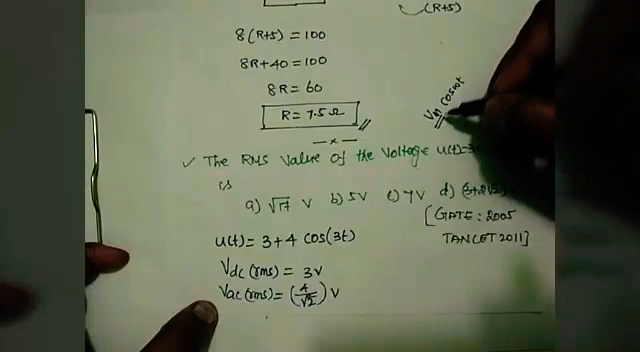 (R+5)
8(R+5) = 100
8R+40 = 100
8R = 60
R = 7.5 Ω
Vm cosωt
—x—
✓ The RMS value of the voltage u(t)=3
is
a) √17 V b) 5V c) 7V d)
[GATE: 2005
TANCET 2011]
u(t) = 3+4 cos(3t)
Vdc(rms) = 3V
Vac(rms) = (4/√2) V